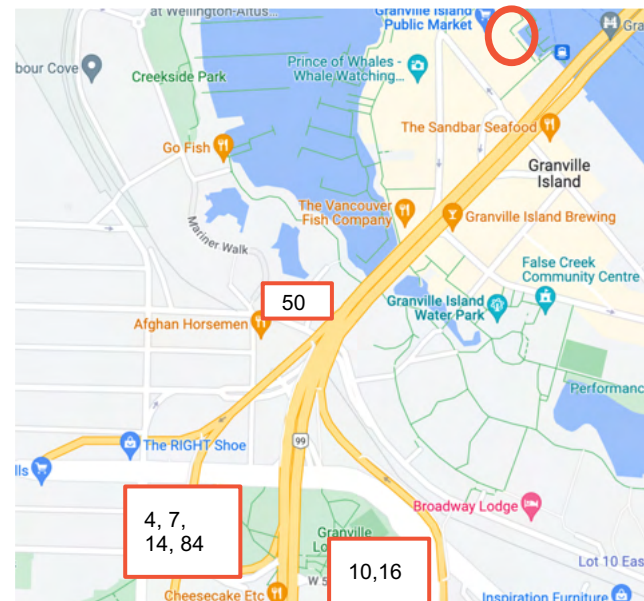 at Wellington-Altus...
Granville Island
Public Market
Gra
bour Cove
Creekside Park
Prince of Whales -
Whale Watching...
Go Fish
The Sandbar Seafood
Granville
Island
Mariner Walk
The Vancouver
Fish Company
Granville Island Brewing
False Creek
Community Centre
50
Granville Island
Water Park
Afghan Horsemen
Performanc
The RIGHT Shoe
99
lls
Broadway Lodge
4, 7,
14, 84
Granville
Lo
10,16
Lot 10 Eas
W 5
Cheesecake Etc
Inspiration Furniture